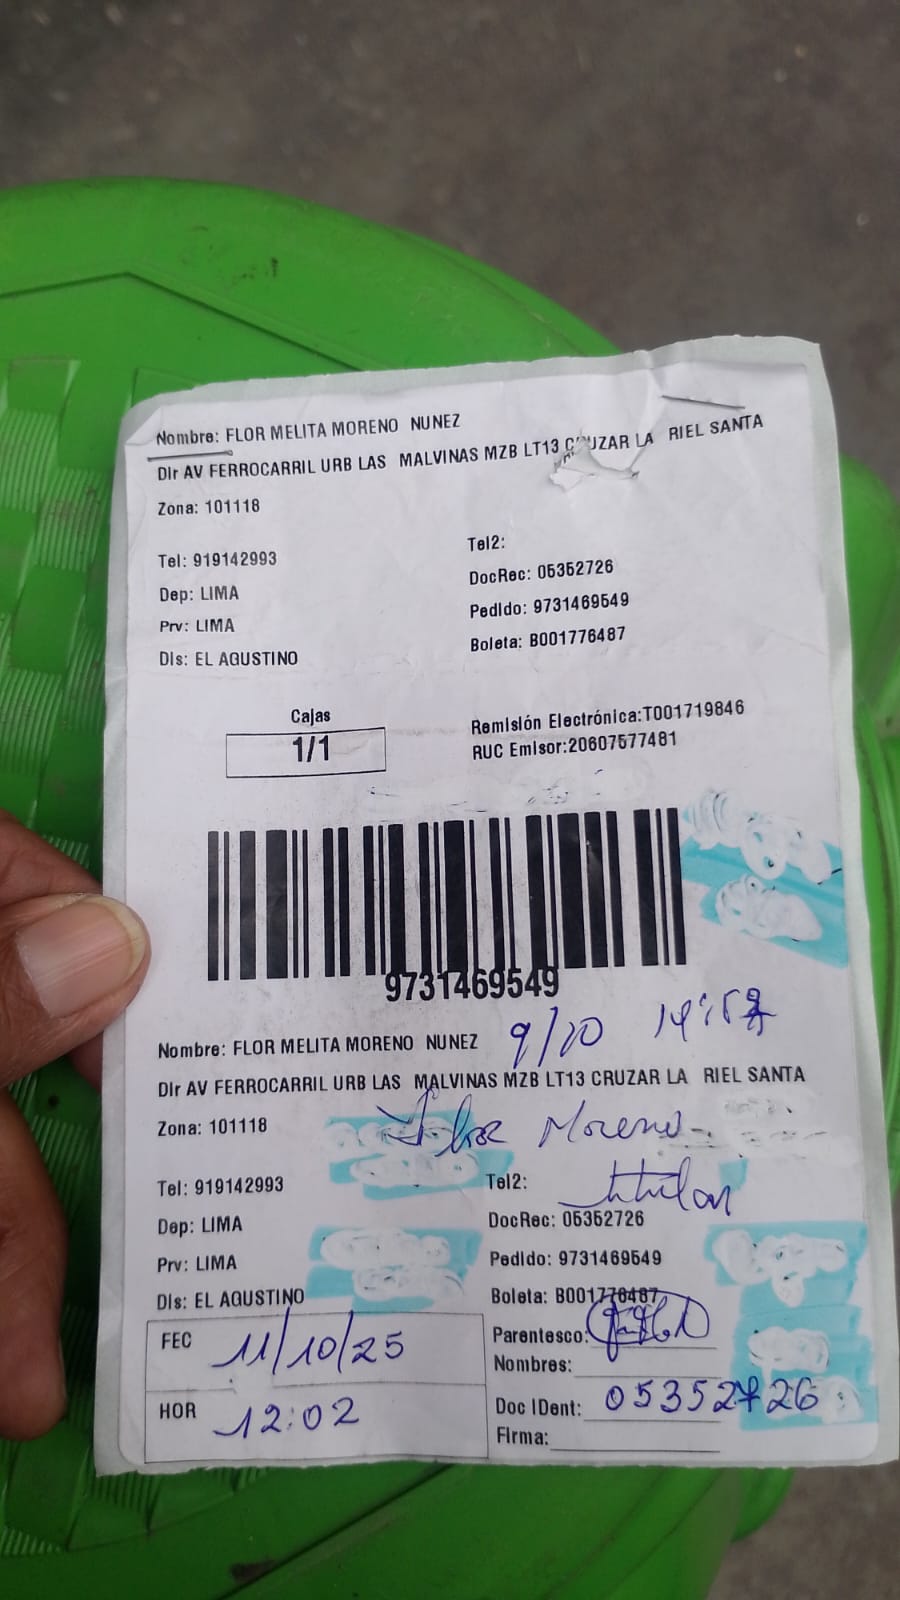 Nombre: FLOR MELITA MORENO NUNEZ
Dir AV FERROCARRIL URB LAS MALVINAS MZB LT13 CRUZAR LA RIEL SANTA
Zona: 101118
Tel: 919142993
Tel2:
Dep: LIMA
DocRec: 05352726
Prv: LIMA
Pedido: 9731469549
Dis: EL AGUSTINO
Boleta: B001776487
Cajas
1/1
Remisión Electrónica:T001719846
RUC Emisor:20607577481
9731469549
Nombre: FLOR MELITA MORENO NUNEZ 9/10
Dir AV FERROCARRIL URB LAS MALVINAS MZB LT13 CRUZAR LA RIEL SANTA
Zona: 101118 Moreno
Tel: 919142993
Tel2: titular
Dep: LIMA
DocRec: 05352726
Prv: LIMA
Pedido: 9731469549
Dis: EL AGUSTINO
Boleta: B001776487
FEC 11/10/25
Parentesco:
Nombres:
HOR 12:02
Doc IDent: 05352726
Firma: